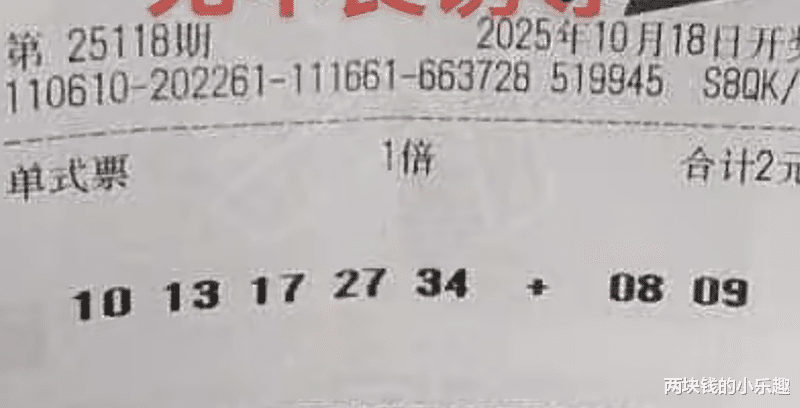 第 25118期 2025年10月18日开奖
110610-202261-111661-663728 519945 S8QK/
单式票 1倍 合计2元
10 13 17 27 34 + 08 09
两块钱的小乐趣